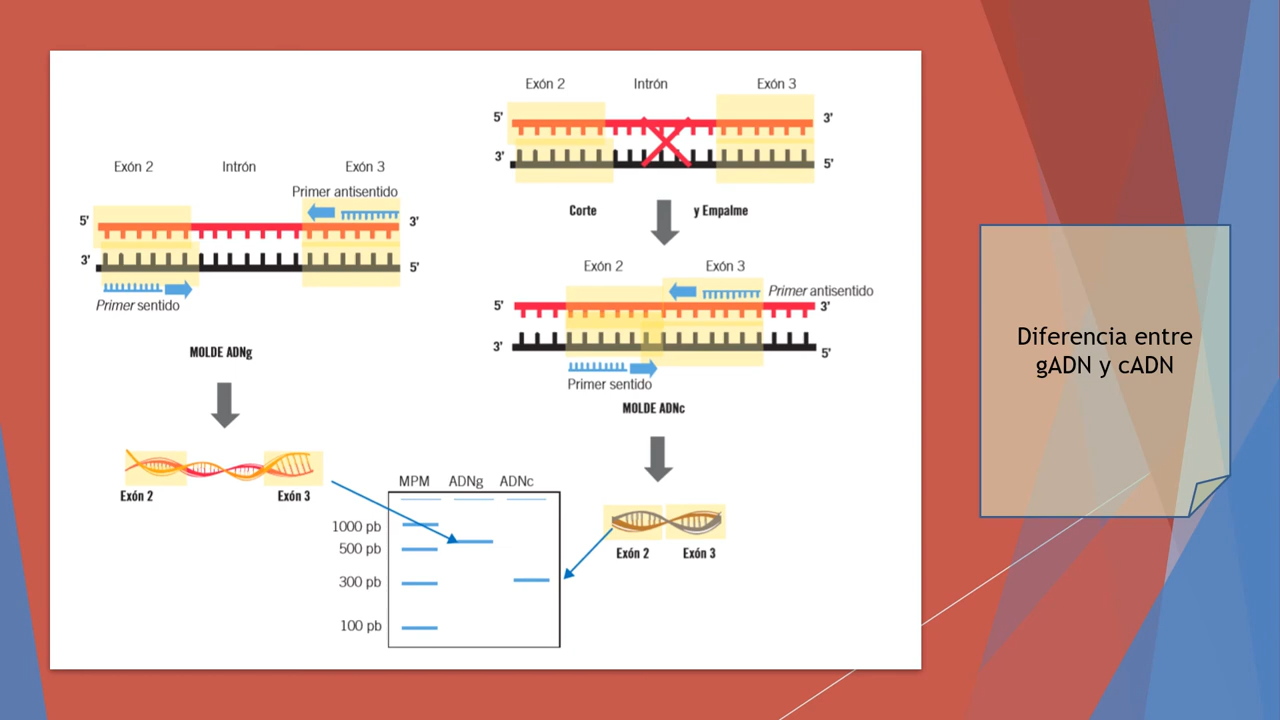 Exón 2 Intrón Exón 3
Primer antisentido
5' 3'
3' 5'
Primer sentido
MOLDE ADNg
Exón 2 Exón 3
Exón 2 Intrón Exón 3
5' 3'
3' 5'
Corte y Empalme
Exón 2 Exón 3
Primer antisentido
5' 3'
3' 5'
Primer sentido
MOLDE ADNc
Exón 2 Exón 3
MPM ADNg ADNc
1000 pb
500 pb
300 pb
100 pb
Diferencia entre
gADN y cADN